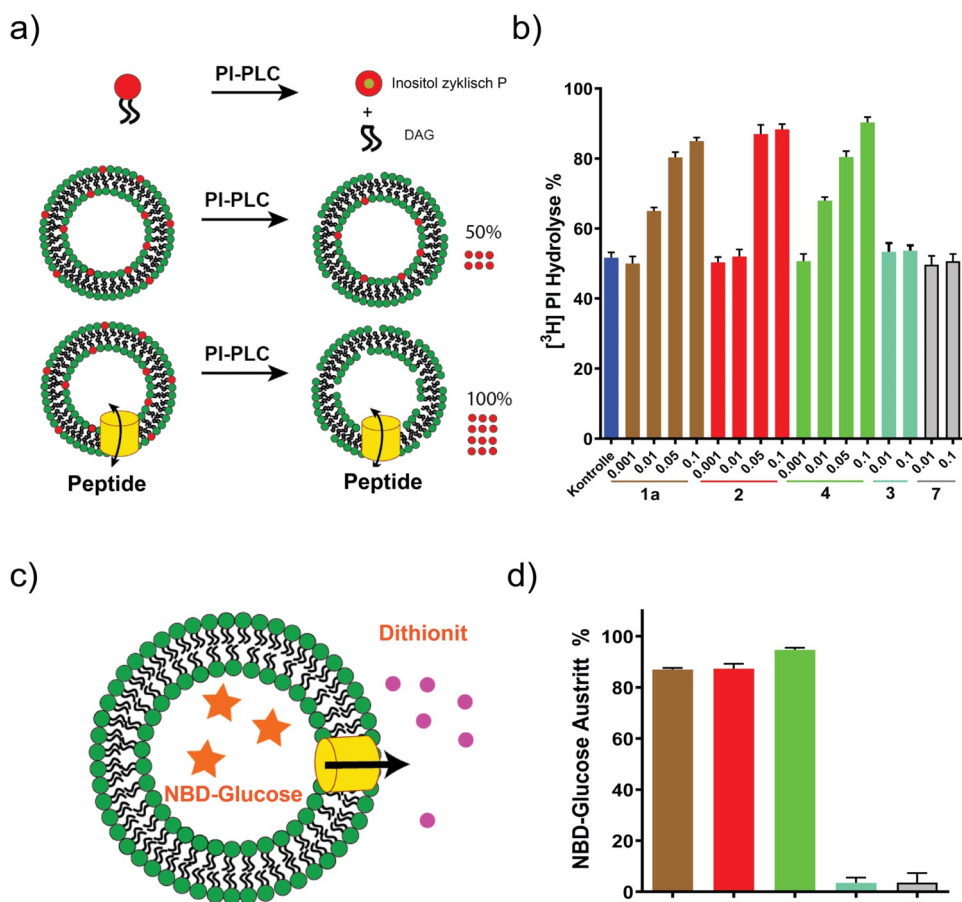 a)
PI-PLC
Inositol zyklisch P
+
DAG
PI-PLC
50%
PI-PLC
100%
Peptide
Peptide
b)
[³H] PI Hydrolyse %
100
80
60
40
20
0
Kontrolle 0.001 0.01 0.05 0.1 0.001 0.01 0.05 0.1 0.001 0.01 0.05 0.1 0.01 0.1 0.01 0.1
1a 2 4 3 7
c)
Dithionit
NBD-Glucose
d)
NBD-Glucose Austritt %
100
80
60
40
20
0